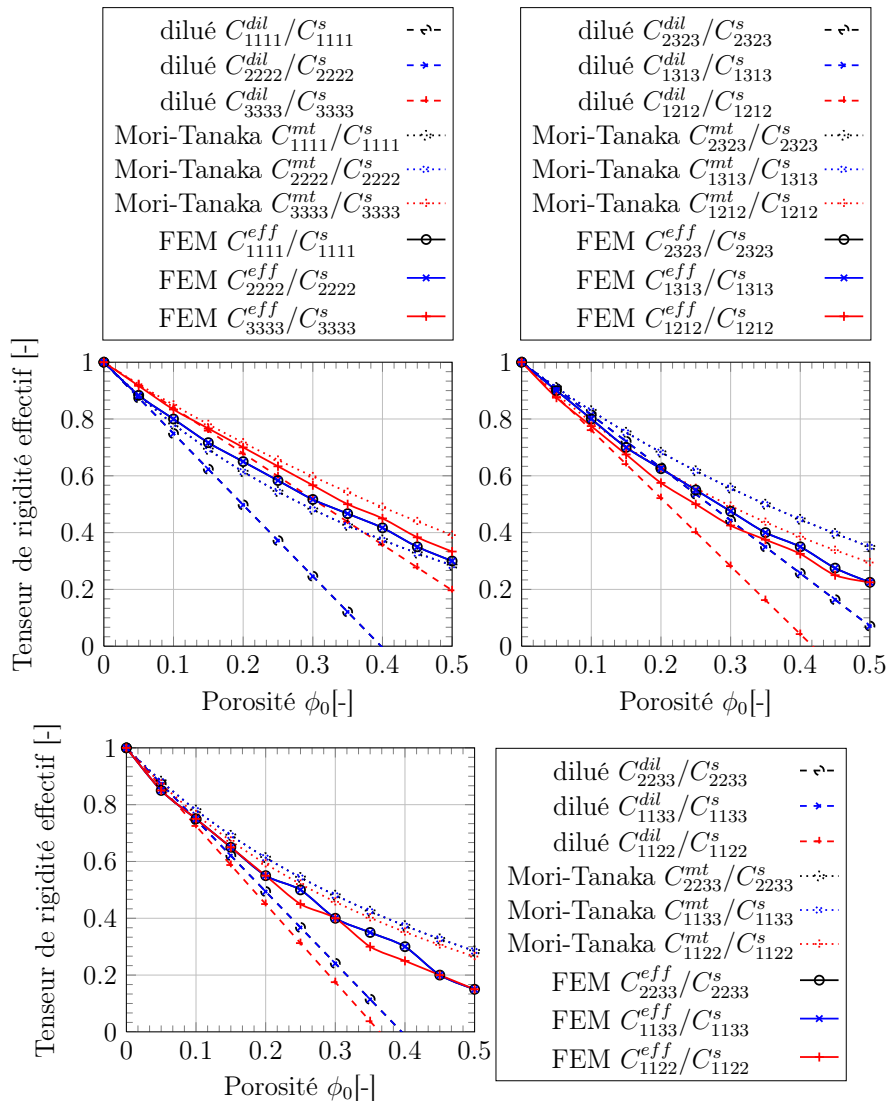 dilué C^{dil}_{1111}/C^{s}_{1111}
dilué C^{dil}_{2222}/C^{s}_{2222}
dilué C^{dil}_{3333}/C^{s}_{3333}
Mori-Tanaka C^{mt}_{1111}/C^{s}_{1111}
Mori-Tanaka C^{mt}_{2222}/C^{s}_{2222}
Mori-Tanaka C^{mt}_{3333}/C^{s}_{3333}
FEM C^{eff}_{1111}/C^{s}_{1111}
FEM C^{eff}_{2222}/C^{s}_{2222}
FEM C^{eff}_{3333}/C^{s}_{3333}
dilué C^{dil}_{2323}/C^{s}_{2323}
dilué C^{dil}_{1313}/C^{s}_{1313}
dilué C^{dil}_{1212}/C^{s}_{1212}
Mori-Tanaka C^{mt}_{2323}/C^{s}_{2323}
Mori-Tanaka C^{mt}_{1313}/C^{s}_{1313}
Mori-Tanaka C^{mt}_{1212}/C^{s}_{1212}
FEM C^{eff}_{2323}/C^{s}_{2323}
FEM C^{eff}_{1313}/C^{s}_{1313}
FEM C^{eff}_{1212}/C^{s}_{1212}
Tenseur de rigidité effectif [-]
1
0.8
0.6
0.4
0.2
0
0 0.1 0.2 0.3 0.4 0.5
Porosité ϕ₀[-]
1
0.8
0.6
0.4
0.2
0
0 0.1 0.2 0.3 0.4 0.5
Porosité ϕ₀[-]
Tenseur de rigidité effectif [-]
1
0.8
0.6
0.4
0.2
0
0 0.1 0.2 0.3 0.4 0.5
Porosité ϕ₀[-]
dilué C^{dil}_{2233}/C^{s}_{2233}
dilué C^{dil}_{1133}/C^{s}_{1133}
dilué C^{dil}_{1122}/C^{s}_{1122}
Mori-Tanaka C^{mt}_{2233}/C^{s}_{2233}
Mori-Tanaka C^{mt}_{1133}/C^{s}_{1133}
Mori-Tanaka C^{mt}_{1122}/C^{s}_{1122}
FEM C^{eff}_{2233}/C^{s}_{2233}
FEM C^{eff}_{1133}/C^{s}_{1133}
FEM C^{eff}_{1122}/C^{s}_{1122}